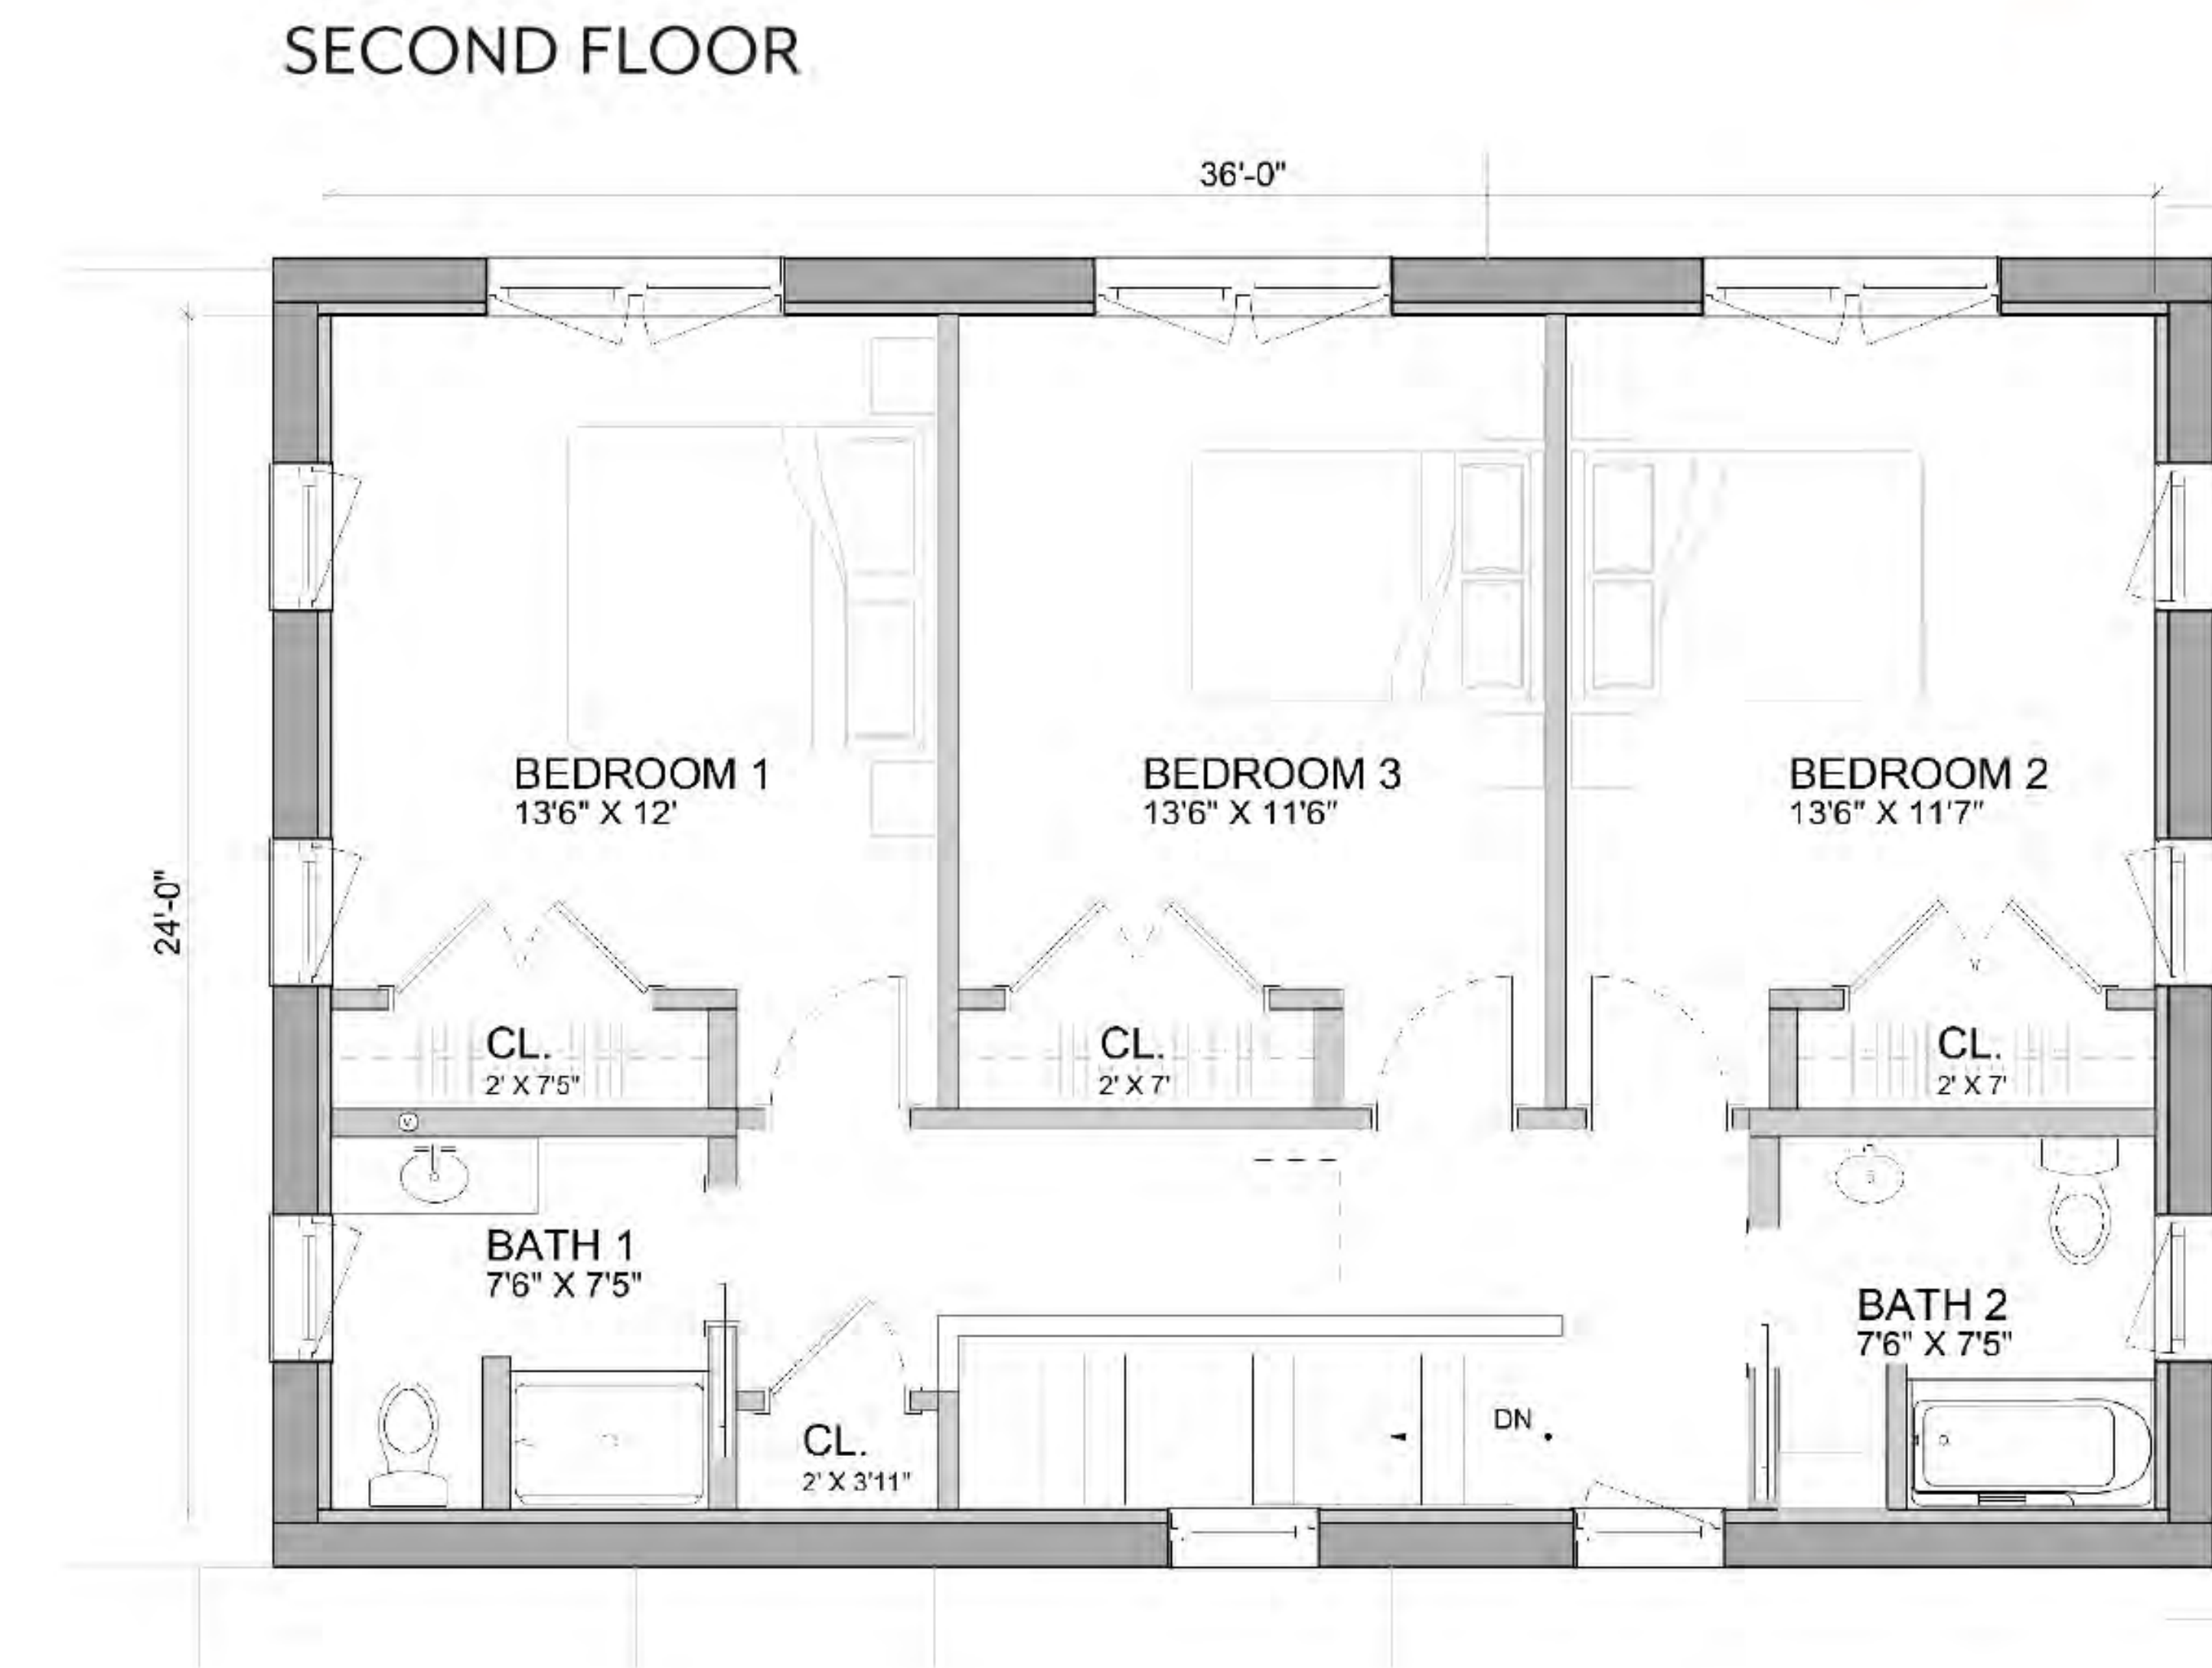 SECOND FLOOR
36'-0"
24'-0"
BEDROOM 1
13'6" X 12'
BEDROOM 3
13'6" X 11'6"
BEDROOM 2
13'6" X 11'7"
CL.
2' X 7'5"
CL.
2' X 7'
CL.
2' X 7'
V
BATH 1
7'6" X 7'5"
BATH 2
7'6" X 7'5"
CL.
2' X 3'11"
DN